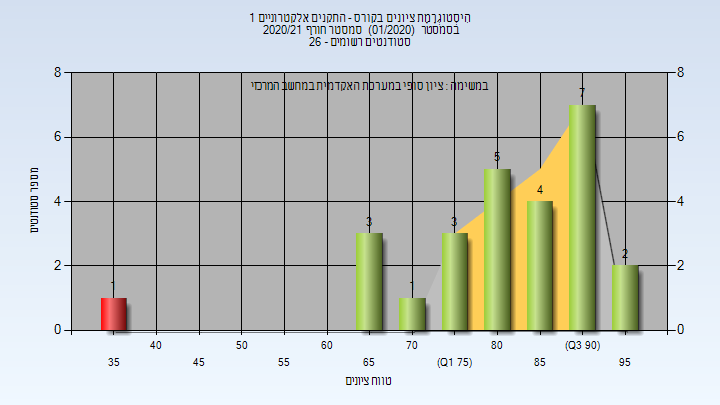 היסטוגרמת ציונים בקורס - התקנים אלקטרוניים 1
בסמסטר (01/2020) סמסטר חורף 2020/21
סטודנטים רשומים - 26
במשימה : ציון סופי במערכת האקדמית במחשב המרכזי
8 8
7
6 6
5
4 4 4
3 3
2 2 2
1 1
0 0
מספר סטודנטים
40 50 60 70 80 (Q3 90)
35 45 55 65 (Q1 75) 85 95
טווח ציונים